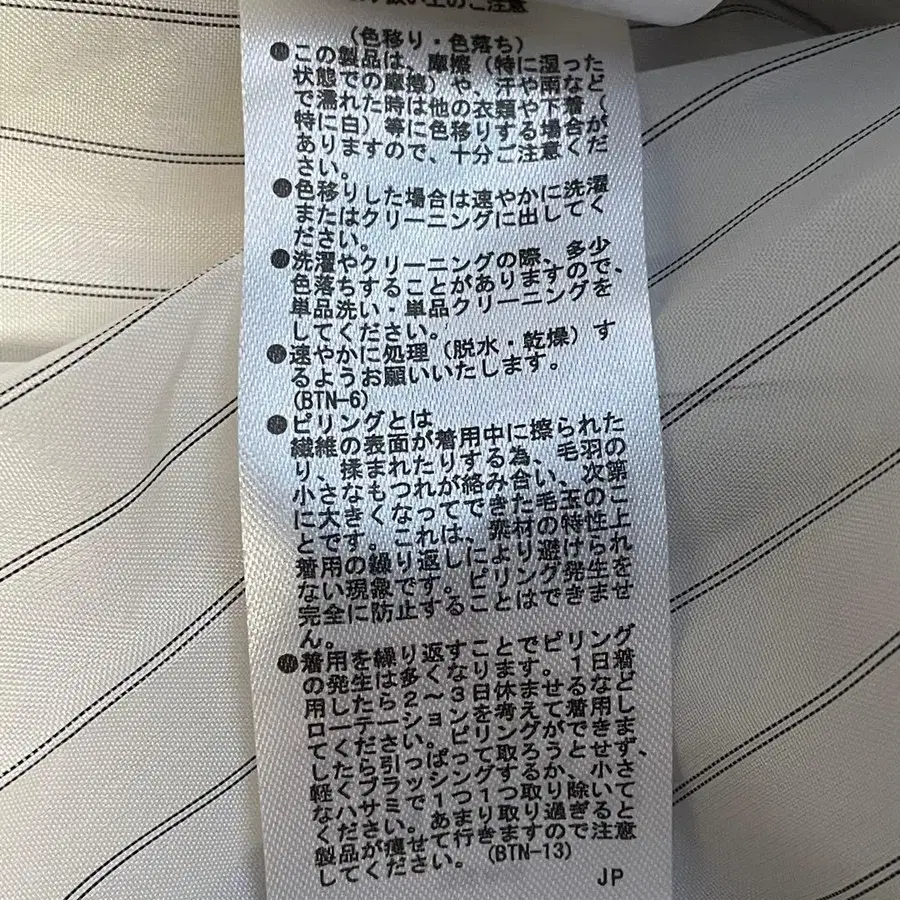 扱い上のご注意
(色移り・色落ち)
●この製品は、摩擦(特に湿った
状態での摩擦)や、汗や雨など
で濡れた時は他の衣類や下着(
特に白)等に色移りする場合が
ありますので、十分ご注意くだ
さい。
●色移りした場合は速やかに洗濯
またはクリーニングに出してく
ださい。
●洗濯やクリーニングの際、多少
色落ちすることがありますので、
単品洗い・単品クリーニングを
してください。
●速やかに処理(脱水・乾燥)す
るようお願いいたします。
(BTN-6)
●ピリングとは
繊維の表面が着用中に擦られた
り、揉まれたりする為、毛羽の
小さなもつれが絡み合い、次第
に大きくなってできた毛玉のこ
とです。これは、素材の特性上
着用の繰り返しにより避けられ
ない現象です。ピリング発生を
完全に防止することはできませ
ん。
●着用を繰り返すことでピリング
の発生は多くなります。1日着
用したら2〜3日を休ませるなど
ローテーションを考えて着用し
てください。ピリングができま
したら引っぱって取ろうとせず、
軽くブラッシングするか、小さ
なハサミで1つ1つ取り除いて
ください。あまり取り過ぎると
製品が痩せて行きますので注意
してください。(BTN-13)
JP